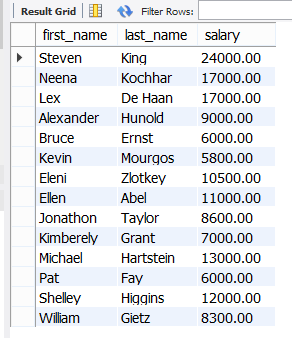 Result Grid Filter Rows:
first_name last_name salary
Steven King 24000.00
Neena Kochhar 17000.00
Lex De Haan 17000.00
Alexander Hunold 9000.00
Bruce Ernst 6000.00
Kevin Mourgos 5800.00
Eleni Zlotkey 10500.00
Ellen Abel 11000.00
Jonathon Taylor 8600.00
Kimberely Grant 7000.00
Michael Hartstein 13000.00
Pat Fay 6000.00
Shelley Higgins 12000.00
William Gietz 8300.00